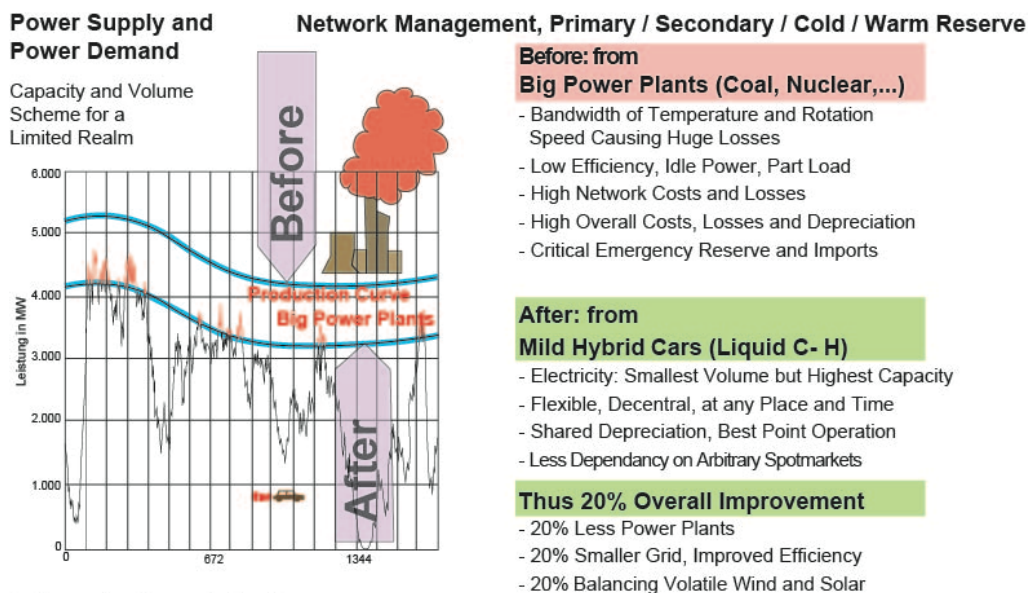 Power Supply and
Power Demand
Network Management, Primary / Secondary / Cold / Warm Reserve
Capacity and Volume
Scheme for a
Limited Realm
Before
6.000
5.000
4.000
3.000
2.000
1.000
0
Leistung in MW
Production Curve
Big Power Plants
After
0
672
1344
Before: from
Big Power Plants (Coal, Nuclear,...)
- Bandwidth of Temperature and Rotation
Speed Causing Huge Losses
- Low Efficiency, Idle Power, Part Load
- High Network Costs and Losses
- High Overall Costs, Losses and Depreciation
- Critical Emergency Reserve and Imports
After: from
Mild Hybrid Cars (Liquid C- H)
- Electricity: Smallest Volume but Highest Capacity
- Flexible, Decentral, at any Place and Time
- Shared Depreciation, Best Point Operation
- Less Dependancy on Arbitrary Spotmarkets
Thus 20% Overall Improvement
- 20% Less Power Plants
- 20% Smaller Grid, Improved Efficiency
- 20% Balancing Volatile Wind and Solar